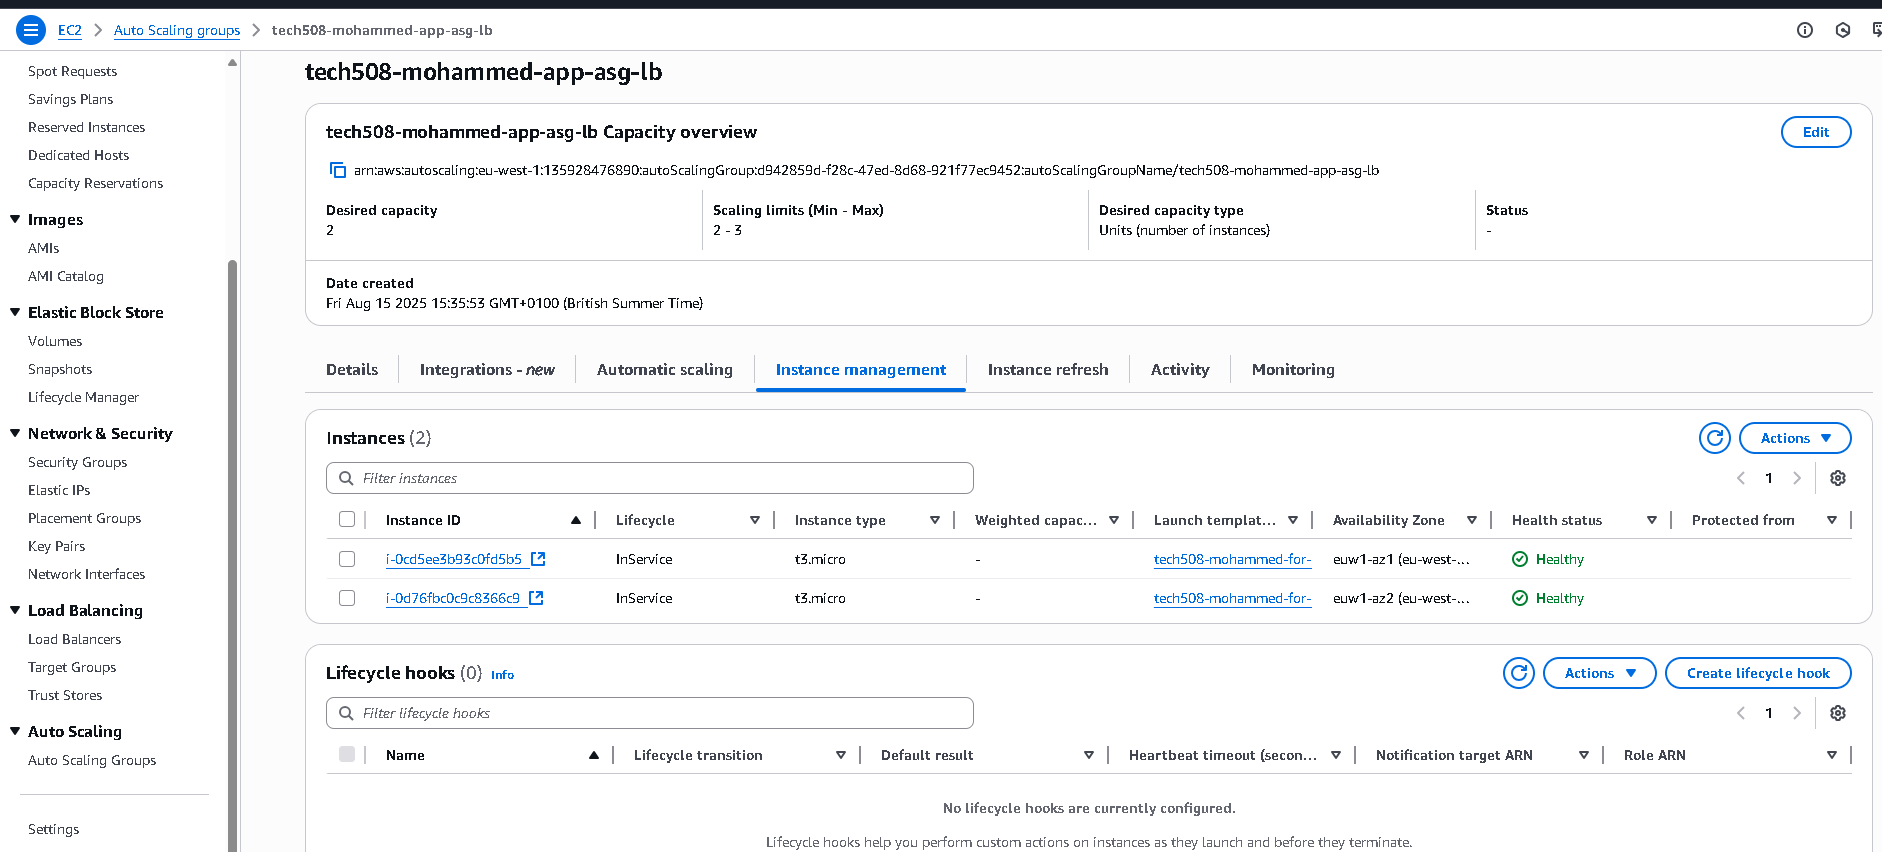 EC2 > Auto Scaling groups > tech508-mohammed-app-asg-lb
Spot Requests
Savings Plans
Reserved Instances
Dedicated Hosts
Capacity Reservations
Images
AMIs
AMI Catalog
Elastic Block Store
Volumes
Snapshots
Lifecycle Manager
Network & Security
Security Groups
Elastic IPs
Placement Groups
Key Pairs
Network Interfaces
Load Balancing
Load Balancers
Target Groups
Trust Stores
Auto Scaling
Auto Scaling Groups
Settings
tech508-mohammed-app-asg-lb
tech508-mohammed-app-asg-lb Capacity overview Edit
arn:aws:autoscaling:eu-west-1:135928476890:autoScalingGroup:d942859d-f28c-47ed-8d68-921f77ec9452:autoScalingGroupName/tech508-mohammed-app-asg-lb
Desired capacity Scaling limits (Min - Max) Desired capacity type Status
2 2 - 3 Units (number of instances) -
Date created
Fri Aug 15 2025 15:35:53 GMT+0100 (British Summer Time)
Details Integrations - new Automatic scaling Instance management Instance refresh Activity Monitoring
Instances (2) Actions
Filter instances 1
Instance ID Lifecycle Instance type Weighted capac... Launch templat... Availability Zone Health status Protected from
i-0cd5ee3b93c0fd5b5 InService t3.micro - tech508-mohammed-for- euw1-az1 (eu-west-... Healthy
i-0d76fbc0c9c8366c9 InService t3.micro - tech508-mohammed-for- euw1-az2 (eu-west-... Healthy
Lifecycle hooks (0) Info Actions Create lifecycle hook
Filter lifecycle hooks 1
Name Lifecycle transition Default result Heartbeat timeout (secon... Notification target ARN Role ARN
No lifecycle hooks are currently configured.
Lifecycle hooks help you perform custom actions on instances as they launch and before they terminate.